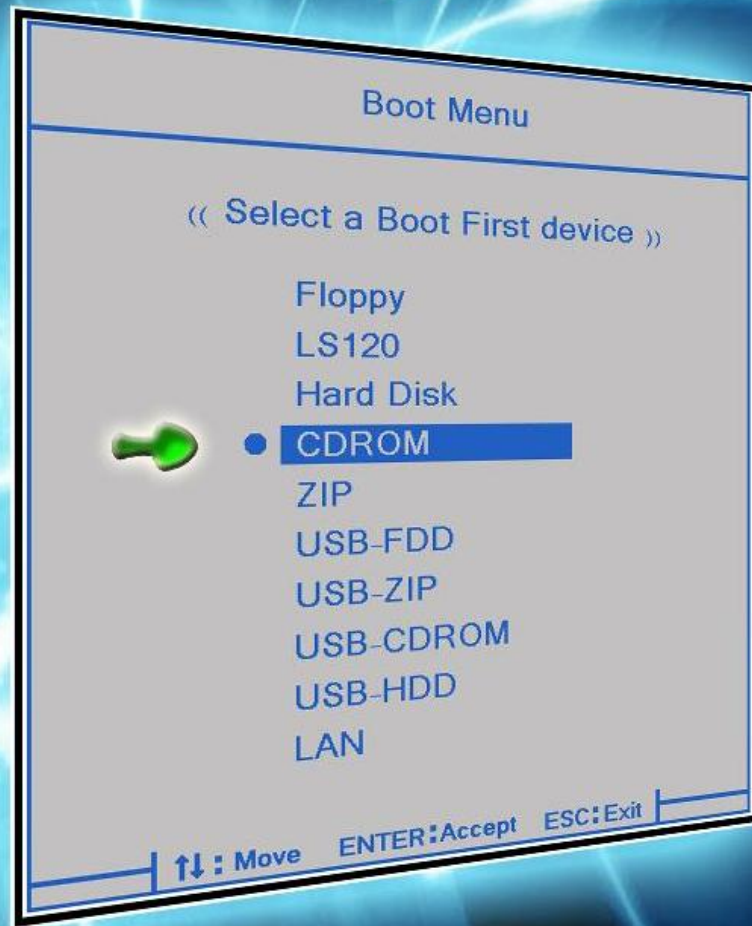 Boot Menu
(( Select a Boot First device ))
Floppy
LS120
Hard Disk
CDROM
ZIP
USB-FDD
USB-ZIP
USB-CDROM
USB-HDD
LAN
↑↓ : Move ENTER:Accept ESC:Exit